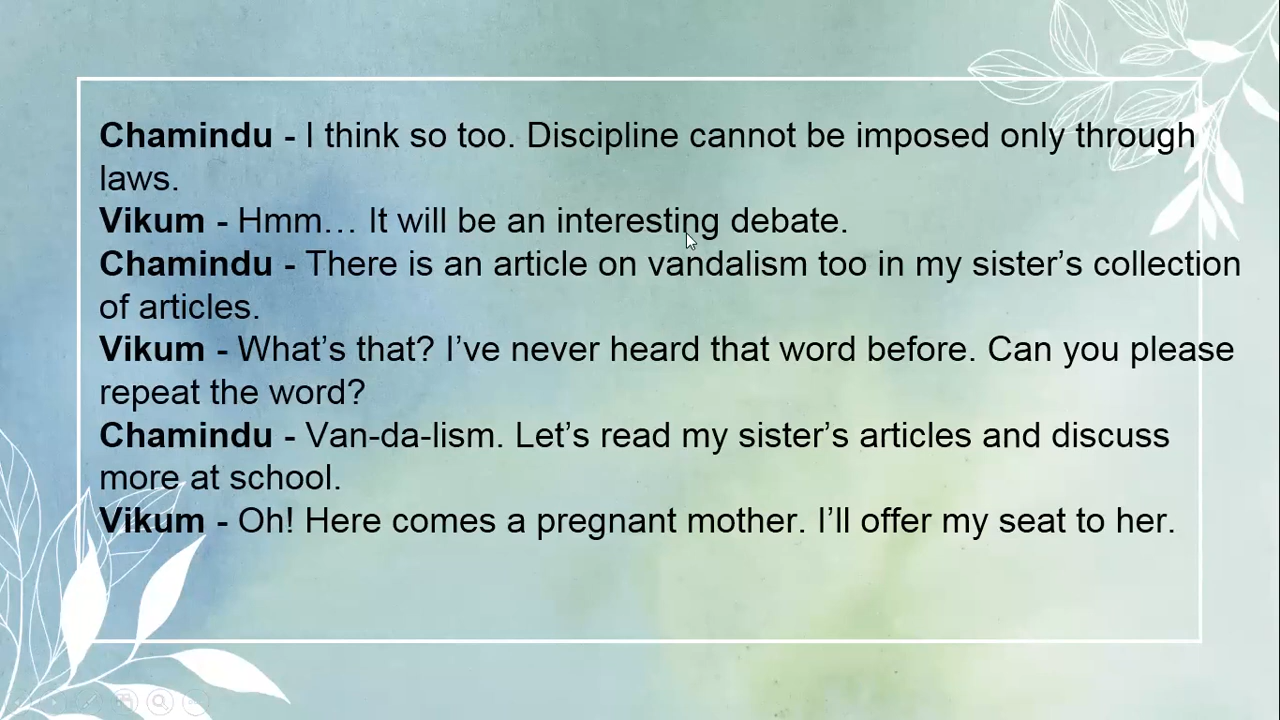 Chamindu - I think so too. Discipline cannot be imposed only through
laws.
Vikum - Hmm… It will be an interesting debate.
Chamindu - There is an article on vandalism too in my sister’s collection
of articles.
Vikum - What’s that? I’ve never heard that word before. Can you please
repeat the word?
Chamindu - Van-da-lism. Let’s read my sister’s articles and discuss
more at school.
Vikum - Oh! Here comes a pregnant mother. I’ll offer my seat to her.